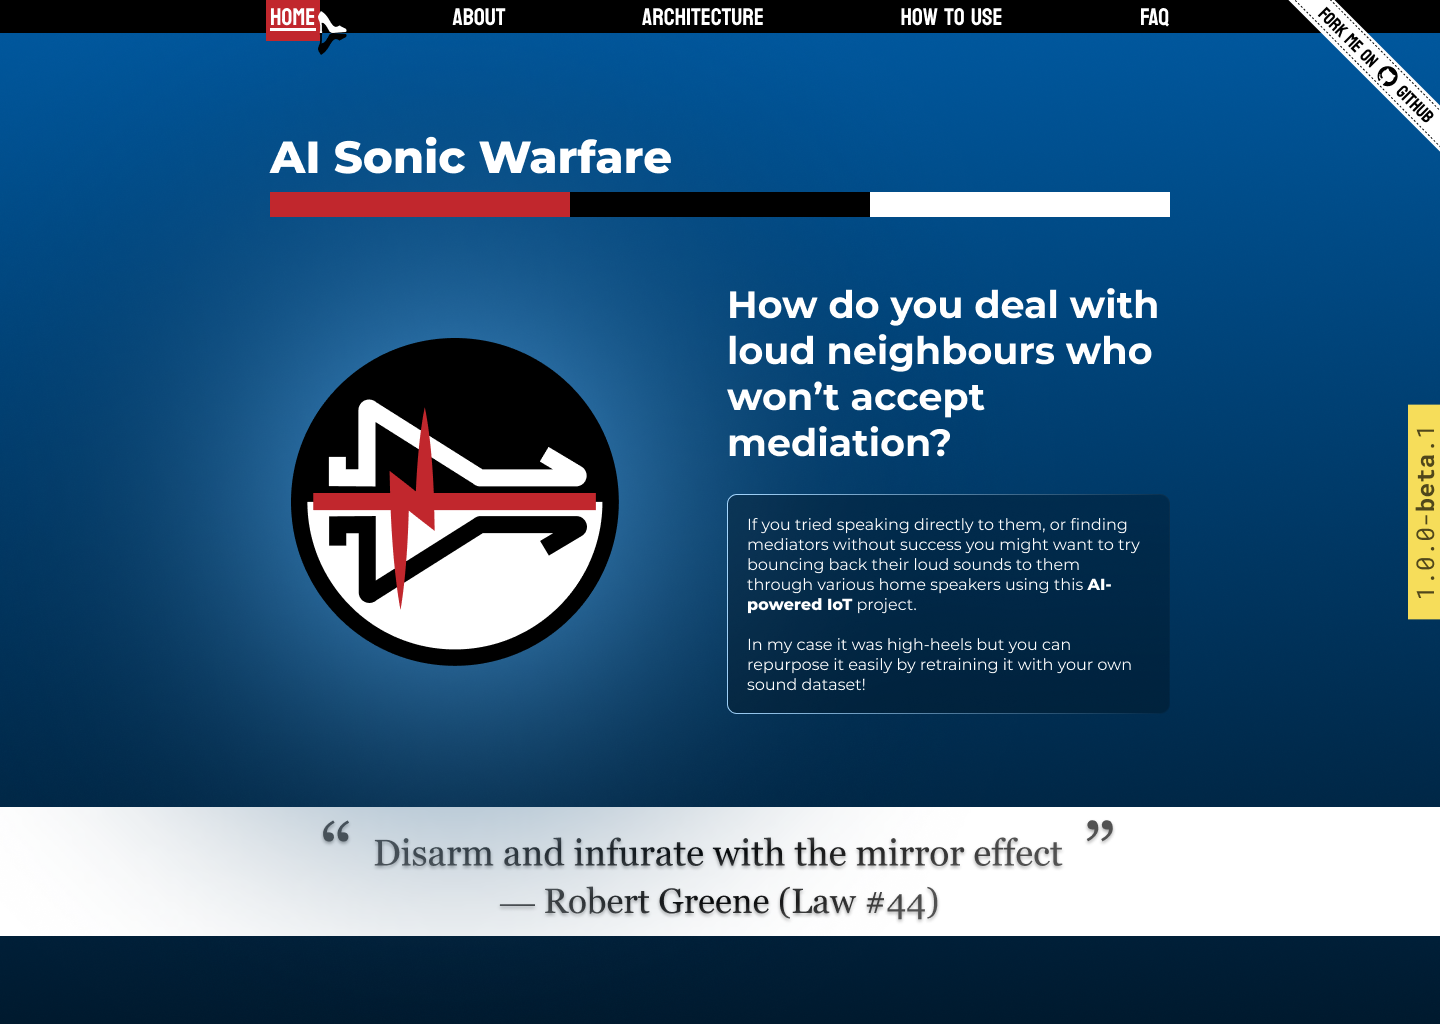 HOME
ABOUT
ARCHITECTURE
HOW TO USE
FAQ
FORK ME ON GITHUB
AI Sonic Warfare
How do you deal with
loud neighbours who
won’t accept
mediation?
If you tried speaking directly to them, or finding
mediators without success you might want to try
bouncing back their loud sounds to them
through various home speakers using this AI-
powered IoT project.
In my case it was high-heels but you can
repurpose it easily by retraining it with your own
sound dataset!
1.0.0-beta.1
“ Disarm and infurate with the mirror effect ”
— Robert Greene (Law #44)